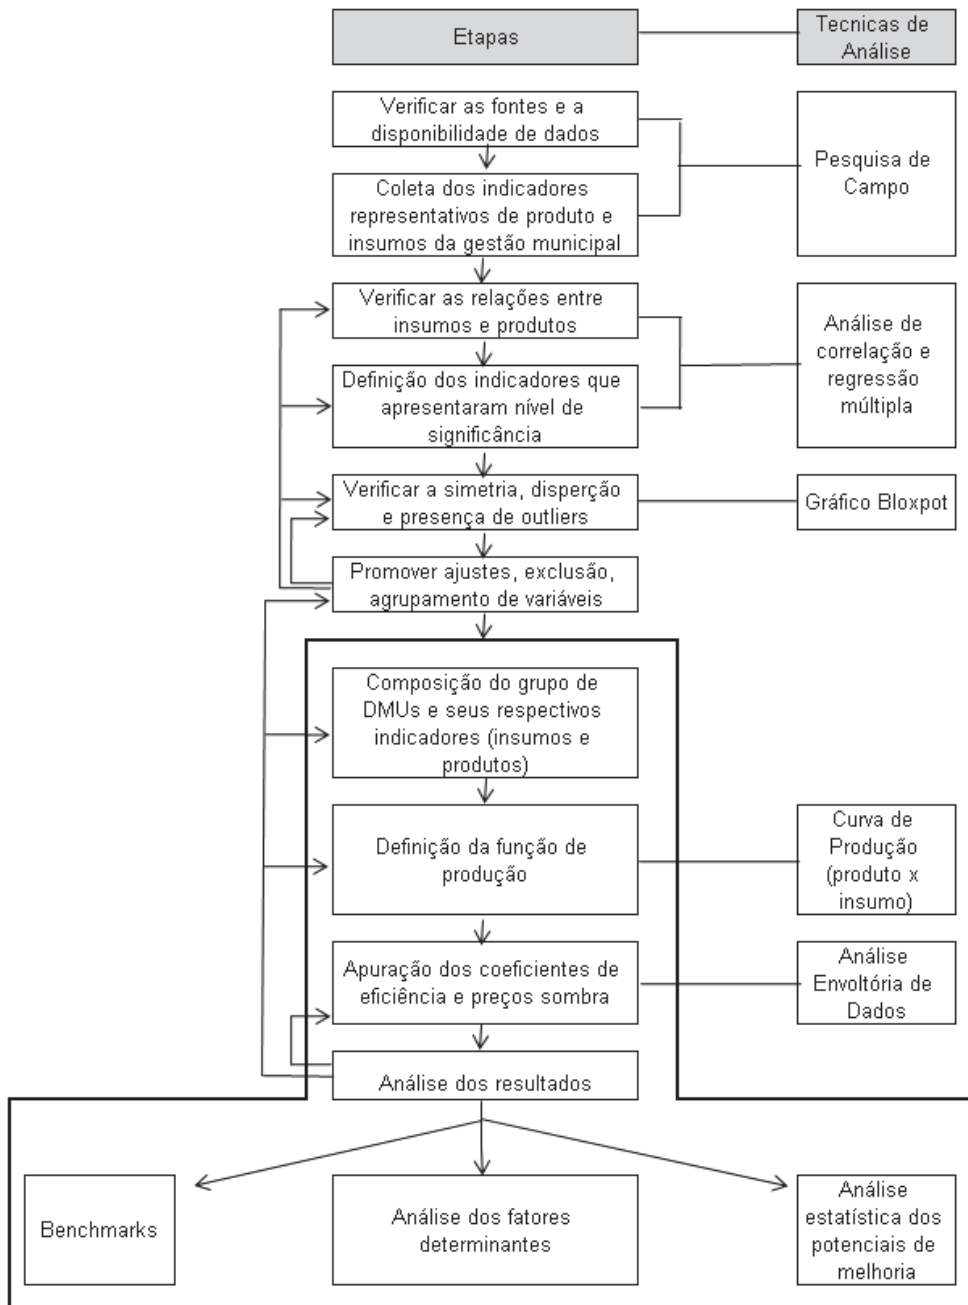 Etapas
Tecnicas de
Análise
Verificar as fontes e a
disponibilidade de dados
Pesquisa de
Campo
Coleta dos indicadores
representativos de produto e
insumos da gestão municipal
Verificar as relações entre
insumos e produtos
Análise de
correlação e
regressão
múltipla
Definição dos indicadores que
apresentaram nível de
significância
Verificar a simetria, disperção
e presença de outliers
Gráfico Bloxpot
Promover ajustes, exclusão,
agrupamento de variáveis
Composição do grupo de
DMUs e seus respectivos
indicadores (insumos e
produtos)
Definição da função de
produção
Curva de
Produção
(produto x
insumo)
Apuração dos coeficientes de
eficiência e preços sombra
Análise
Envoltória de
Dados
Análise dos resultados
Benchmarks
Análise dos fatores
determinantes
Análise
estatística dos
potenciais de
melhoria